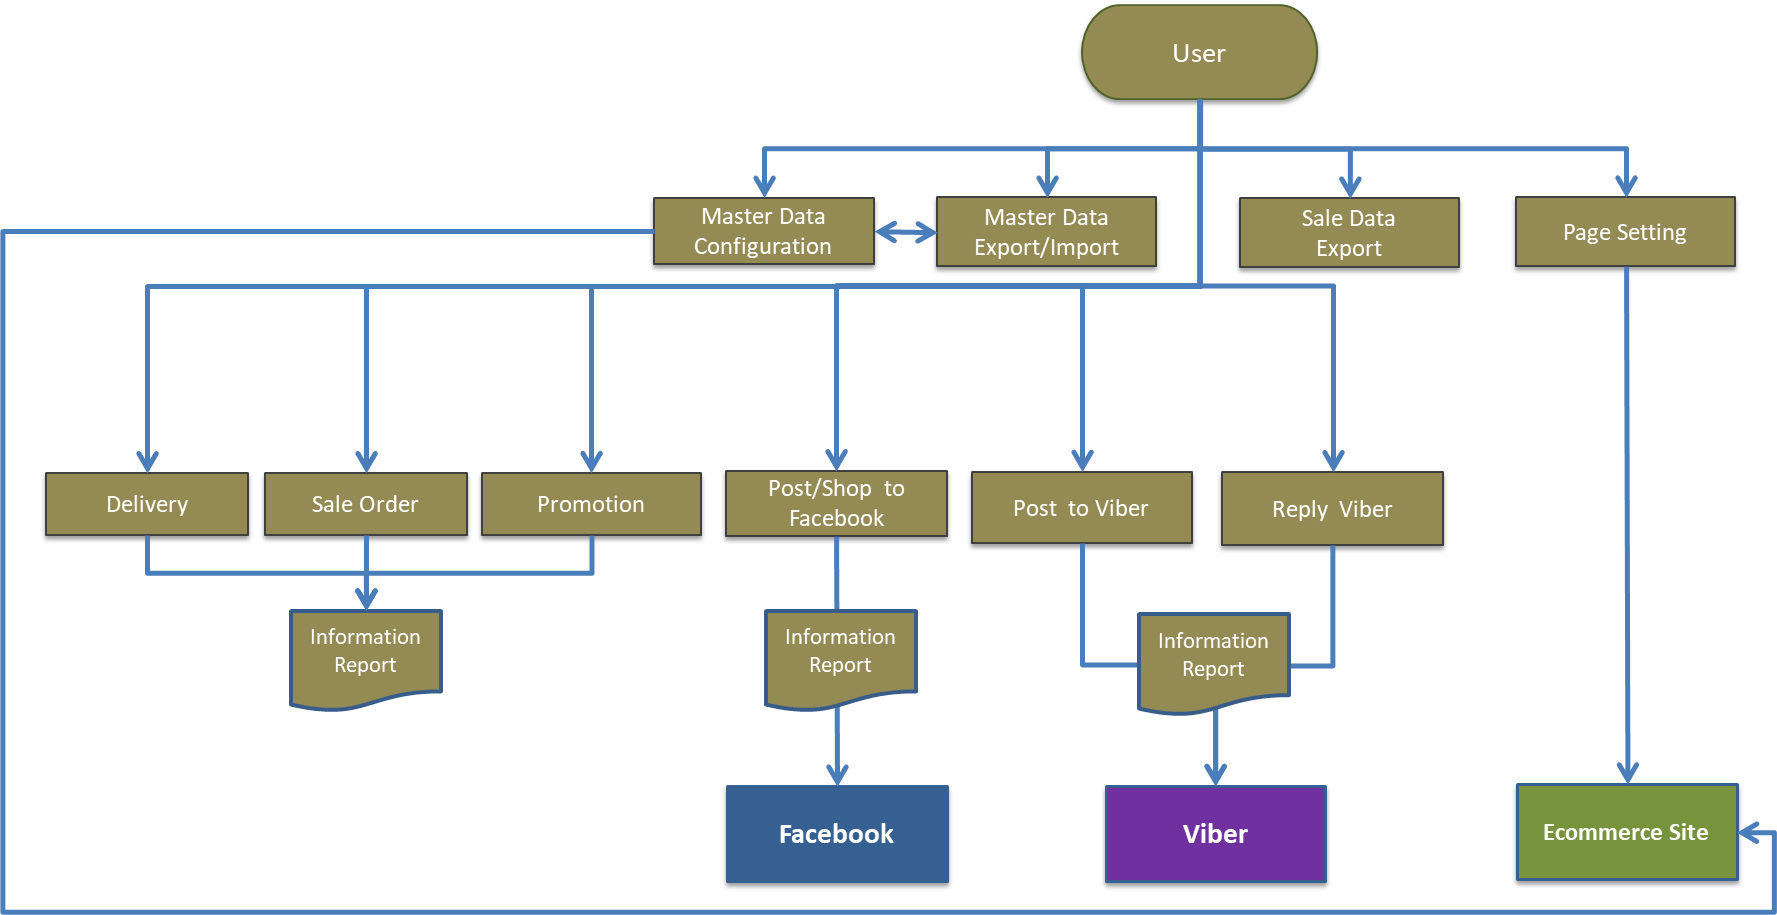 User
Master Data
Configuration
Master Data
Export/Import
Sale Data
Export
Page Setting
Delivery
Sale Order
Promotion
Post/Shop  to
Facebook
Post  to Viber
Reply  Viber
Information
Report
Information
Report
Information
Report
Facebook
Viber
Ecommerce Site